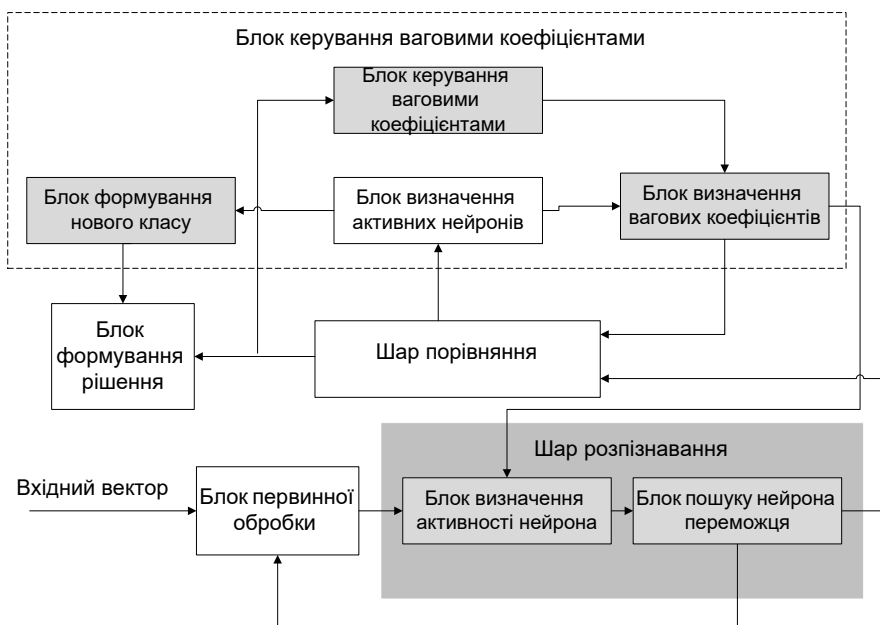 Блок керування ваговими коефіцієнтами
Блок керування
ваговими
коефіцієнтами
Блок формування
нового класу
Блок визначення
активних нейронів
Блок визначення
вагових коефіцієнтів
Блок
формування
рішення
Шар порівняння
Шар розпізнавання
Вхідний вектор
Блок первинної
обробки
Блок визначення
активності нейрона
Блок пошуку нейрона
переможця